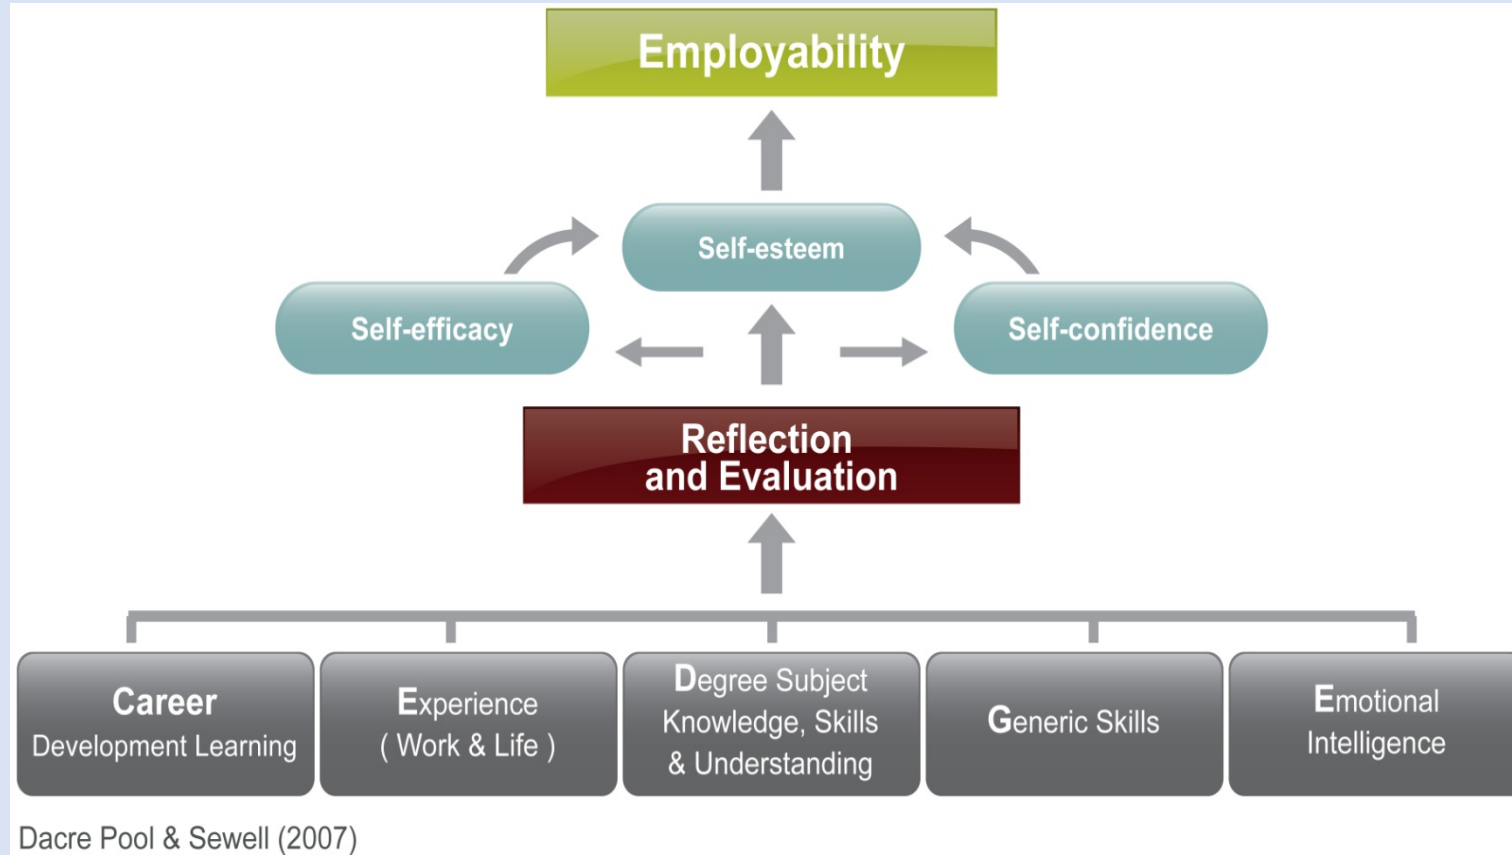 Employability
Self-esteem
Self-efficacy
Self-confidence
Reflection
and Evaluation
Career
Development Learning
Experience
( Work & Life )
Degree Subject
Knowledge, Skills
& Understanding
Generic Skills
Emotional
Intelligence
Dacre Pool & Sewell (2007)